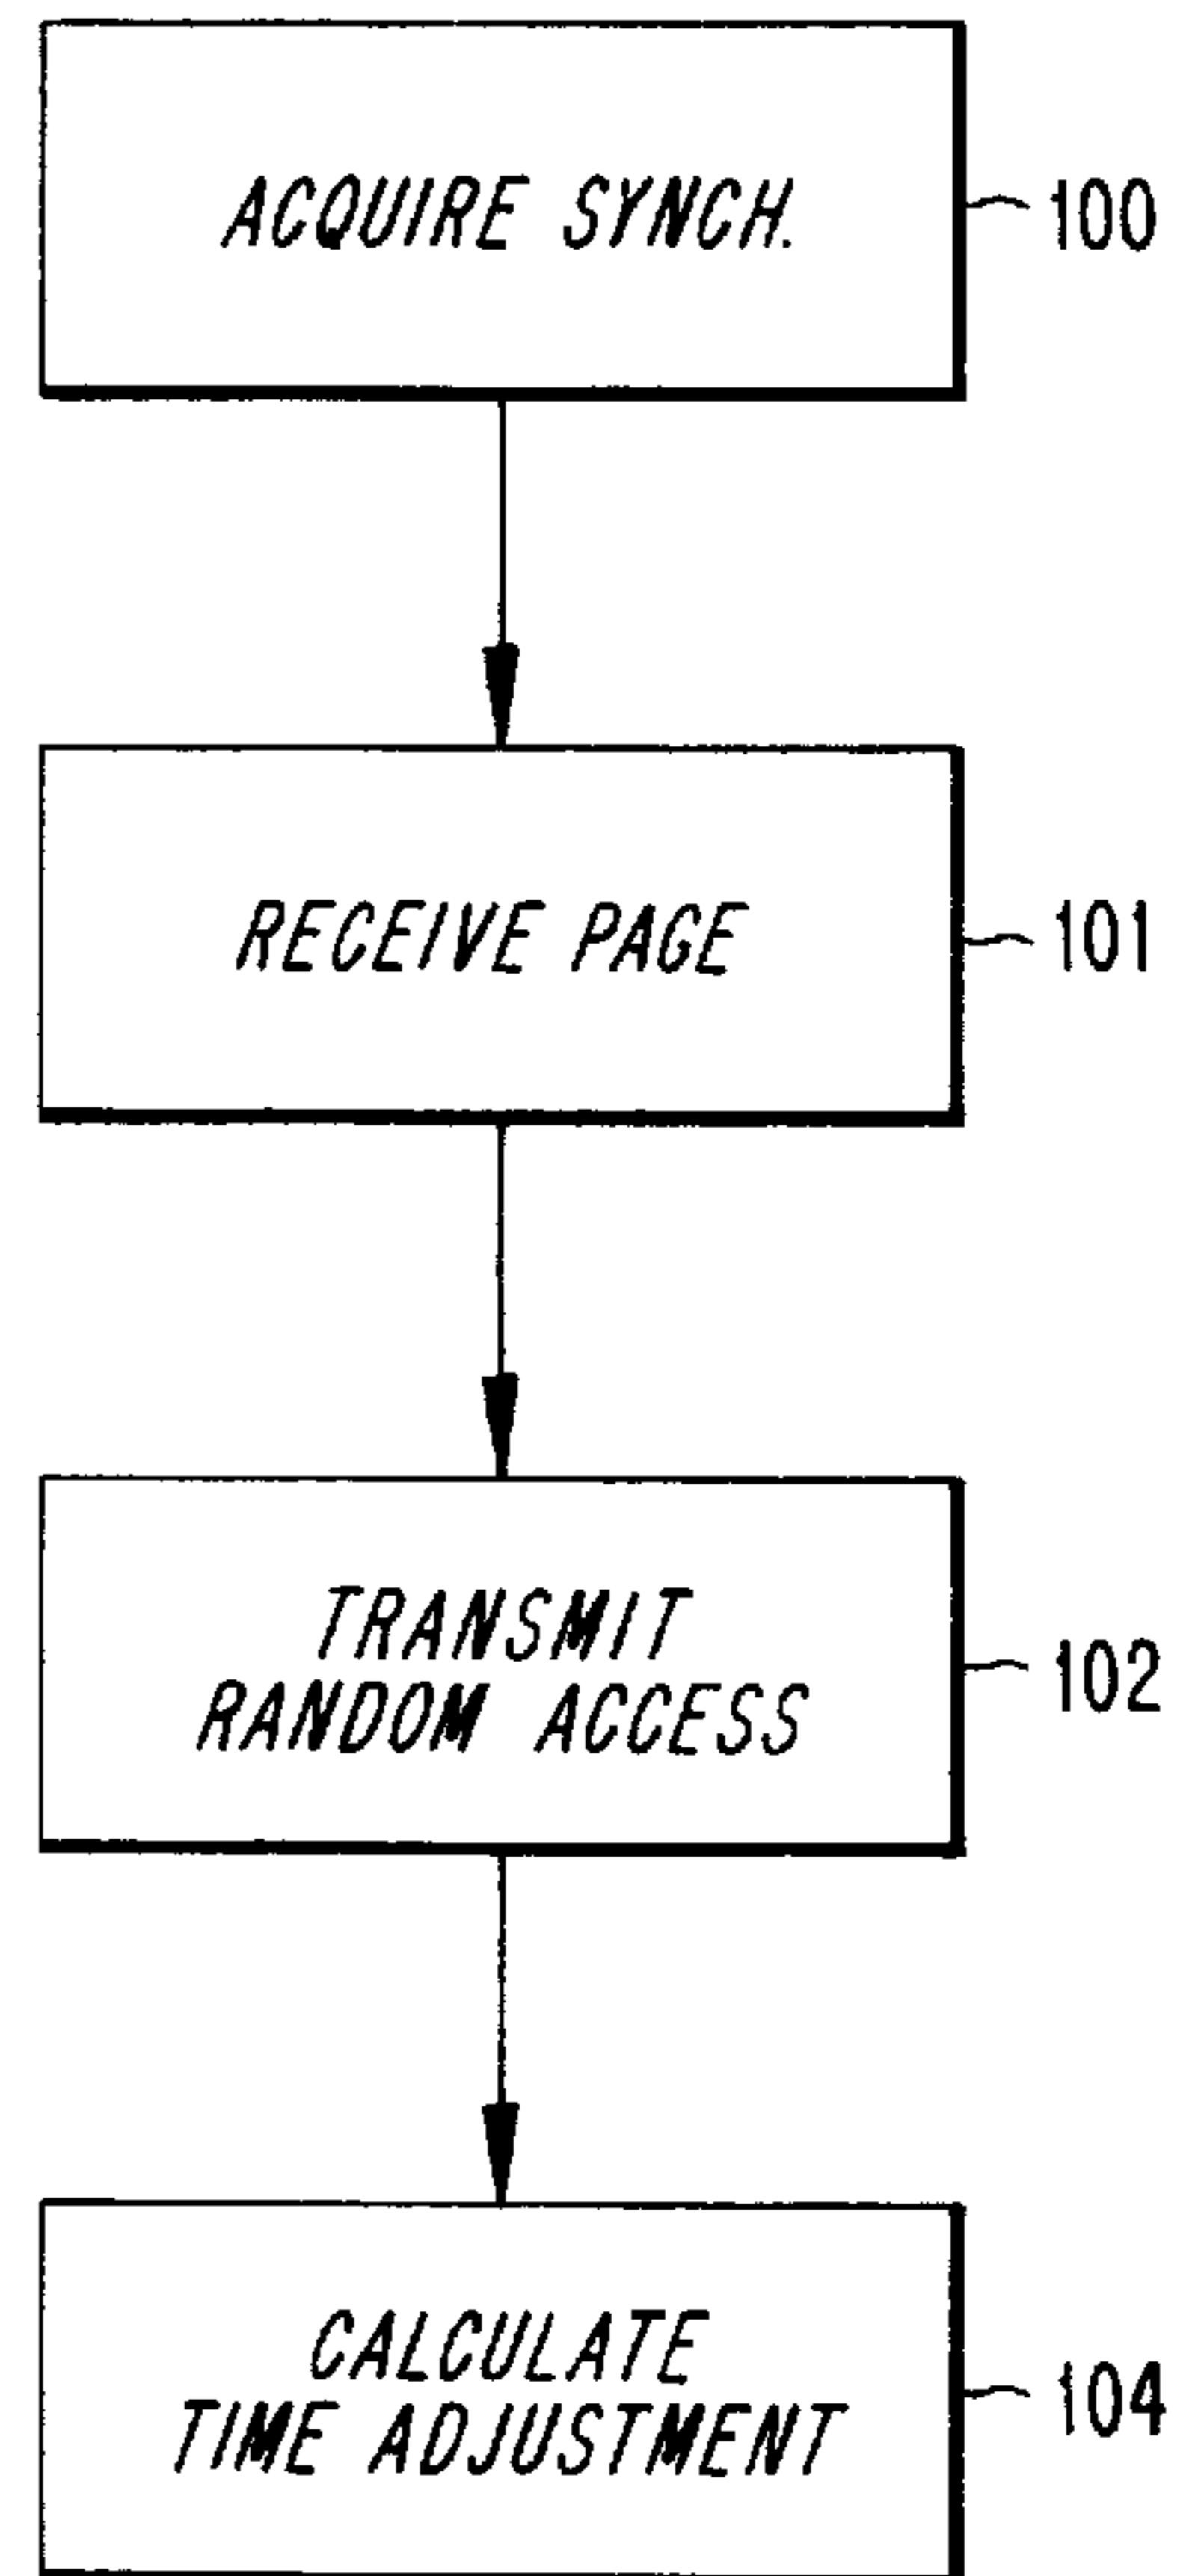 ACQUIRE SYNCH.
100
RECEIVE PAGE
101
TRANSMIT
RANDOM ACCESS
102
CALCULATE
TIME ADJUSTMENT
104